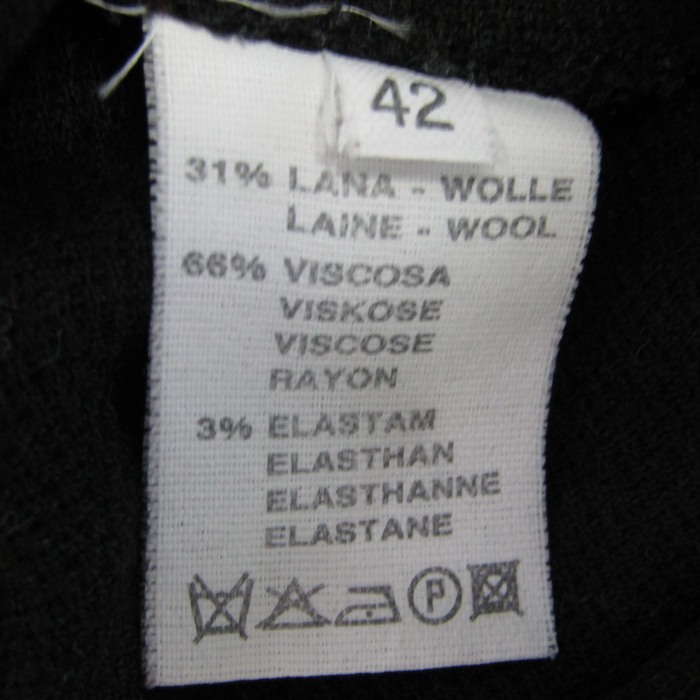 42
31% LANA - WOLLE
LAINE - WOOL
66% VISCOSA
VISKOSE
VISCOSE
RAYON
3% ELASTAM
ELASTHAN
ELASTHANNE
ELASTANE
P